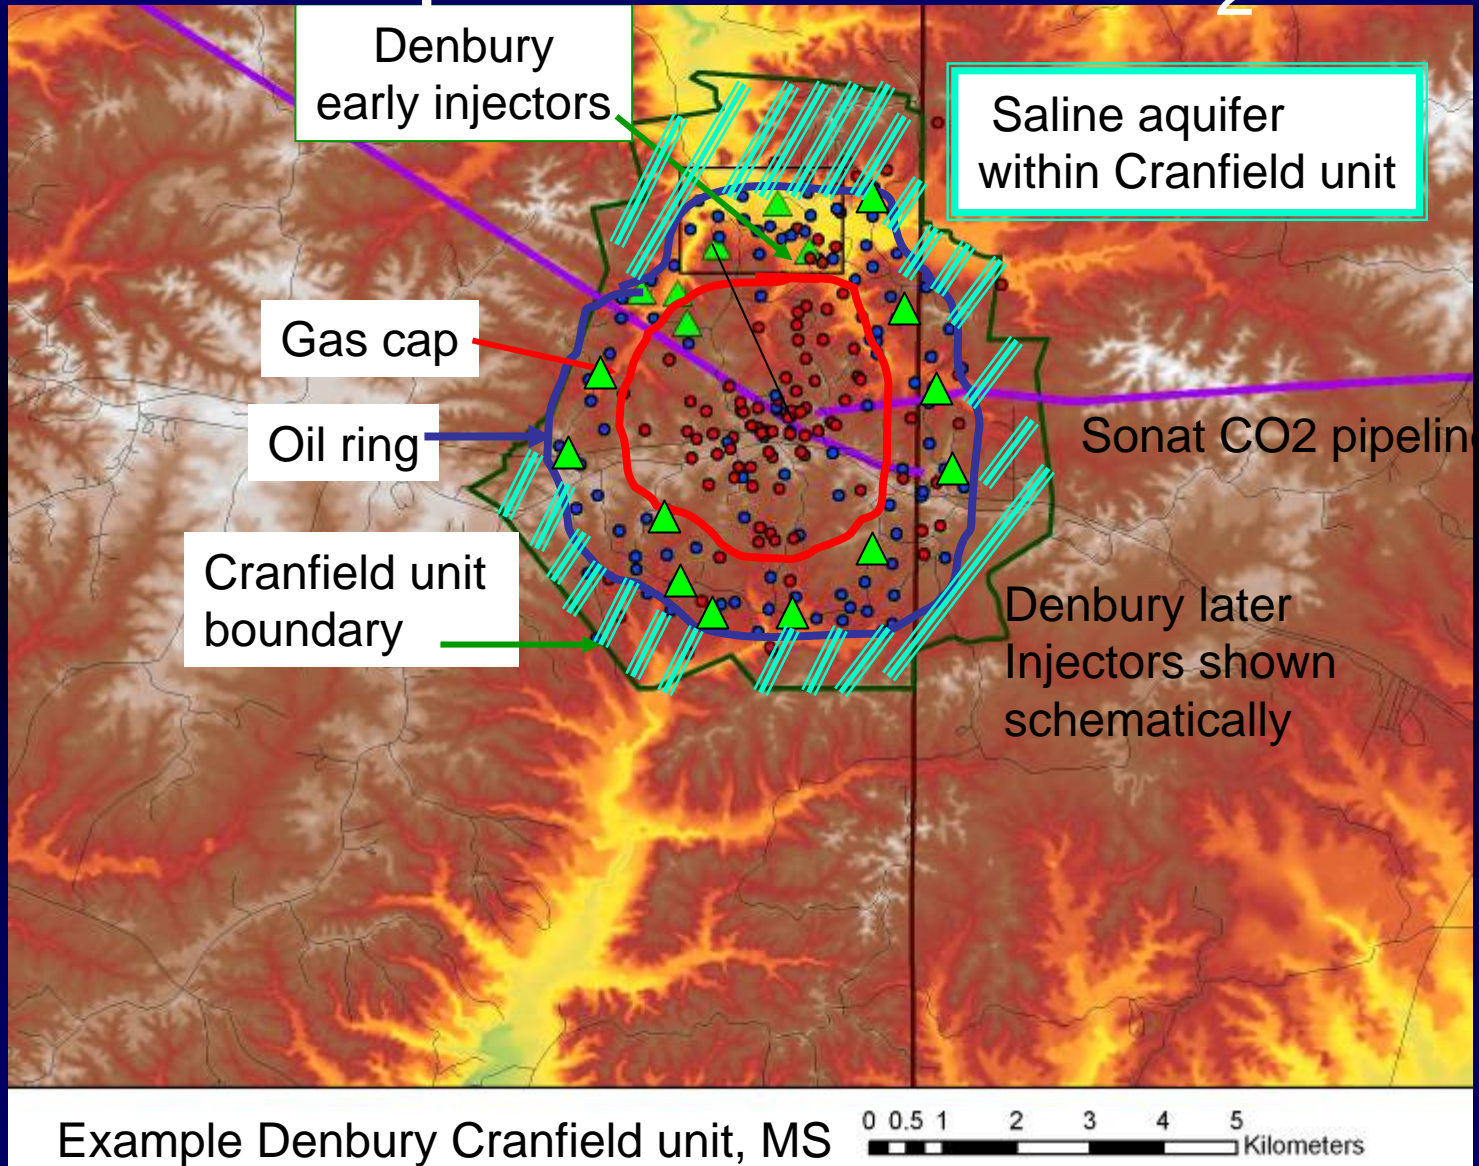 2
Denbury
early injectors
Saline aquifer
within Cranfield unit
Gas cap
Oil ring
Sonat CO2 pipelin
Cranfield unit
boundary
Denbury later
Injectors shown
schematically
Example Denbury Cranfield unit, MS
0 0.5 1 2 3 4 5
Kilometers